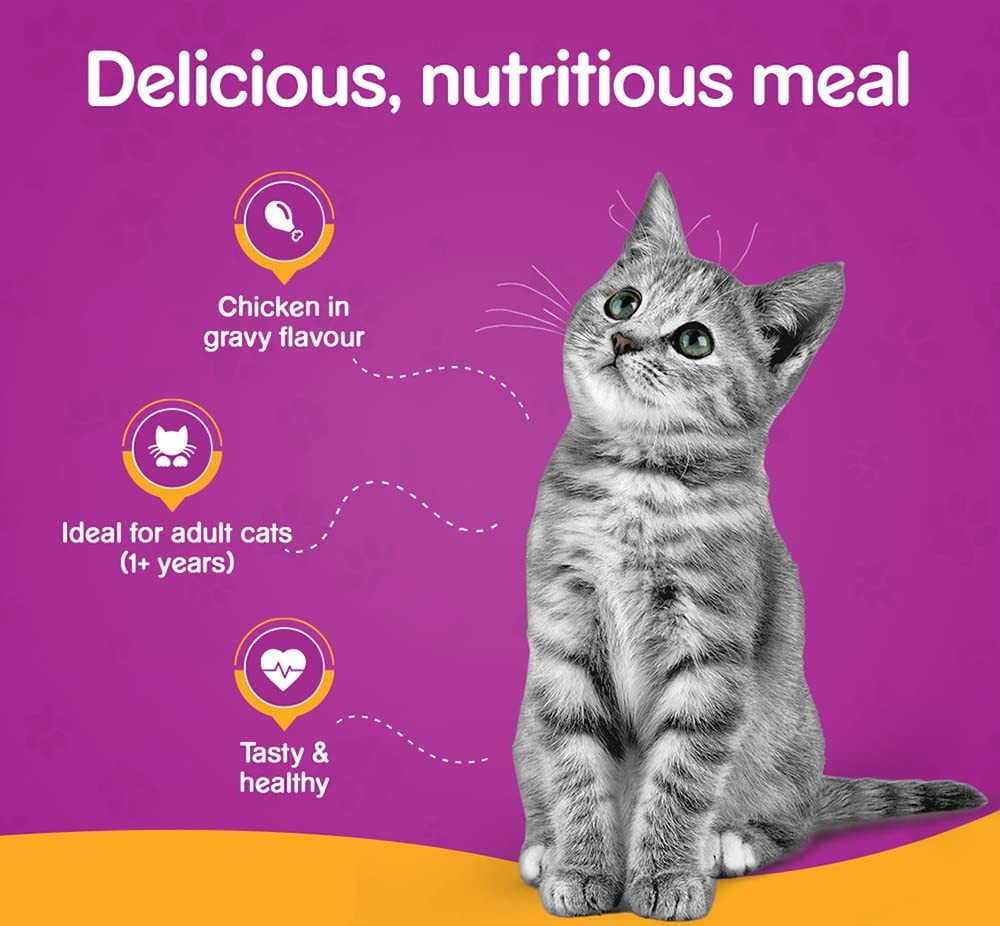 Delicious, nutritious meal
Chicken in
gravy flavour
Ideal for adult cats
(1+ years)
Tasty &
healthy